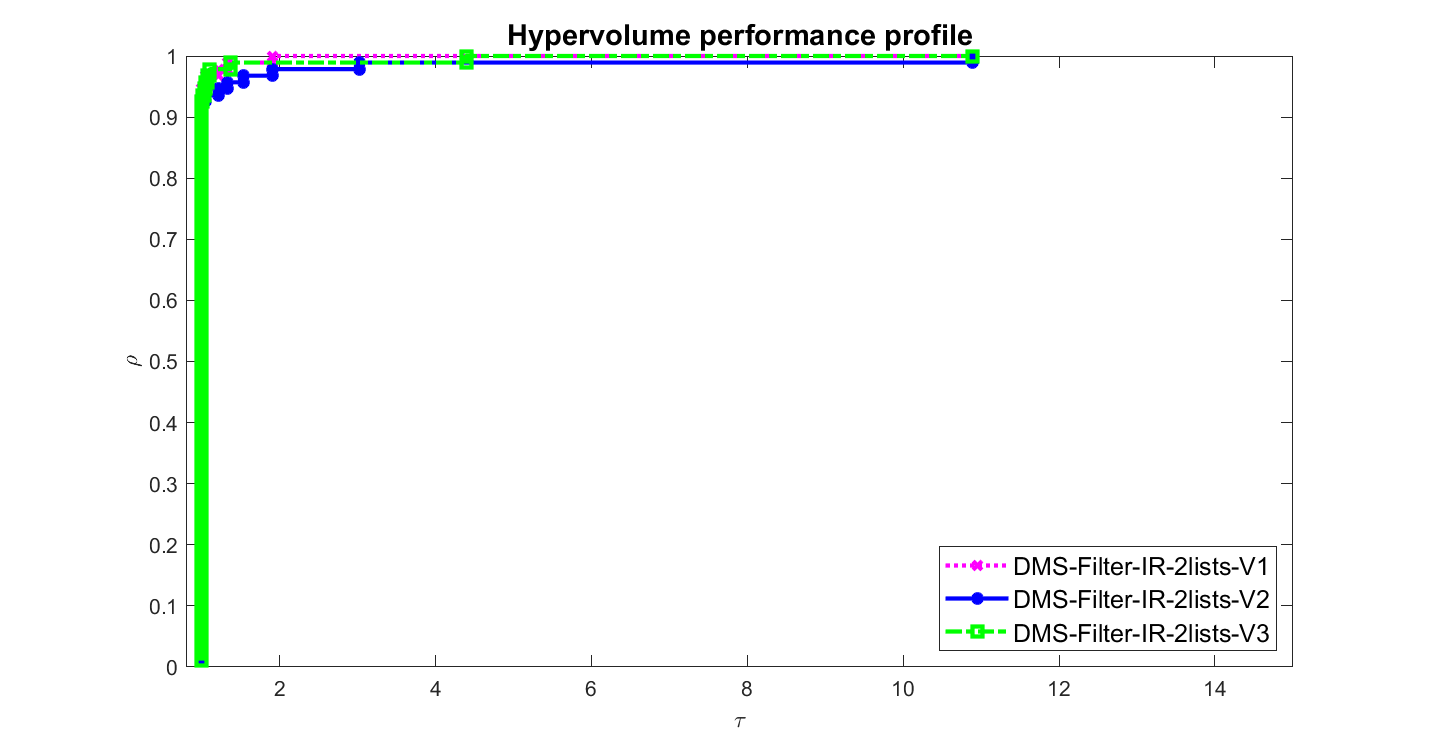 Hypervolume performance profile
1
0.9
0.8
0.7
0.6
0.5
0.4
0.3
0.2
0.1
0
ρ
2 4 6 8 10 12 14
τ
DMS-Filter-IR-2lists-V1
DMS-Filter-IR-2lists-V2
DMS-Filter-IR-2lists-V3